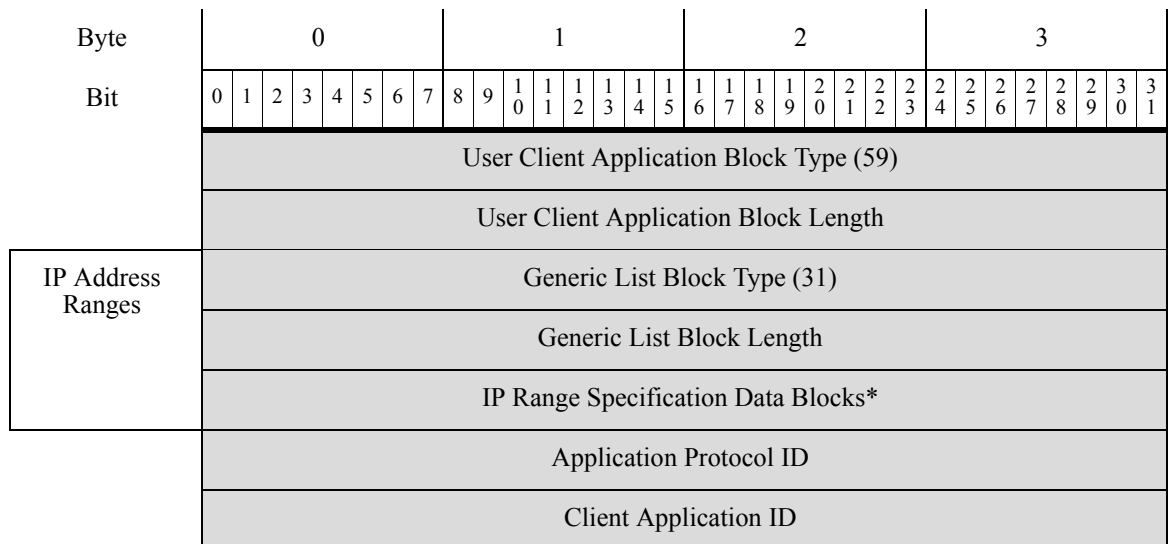 Byte 0 1 2 3
Bit 0 1 2 3 4 5 6 7 8 9 10 11 12 13 14 15 16 17 18 19 20 21 22 23 24 25 26 27 28 29 30 31
User Client Application Block Type (59)
User Client Application Block Length
IP Address
Ranges
Generic List Block Type (31)
Generic List Block Length
IP Range Specification Data Blocks*
Application Protocol ID
Client Application ID